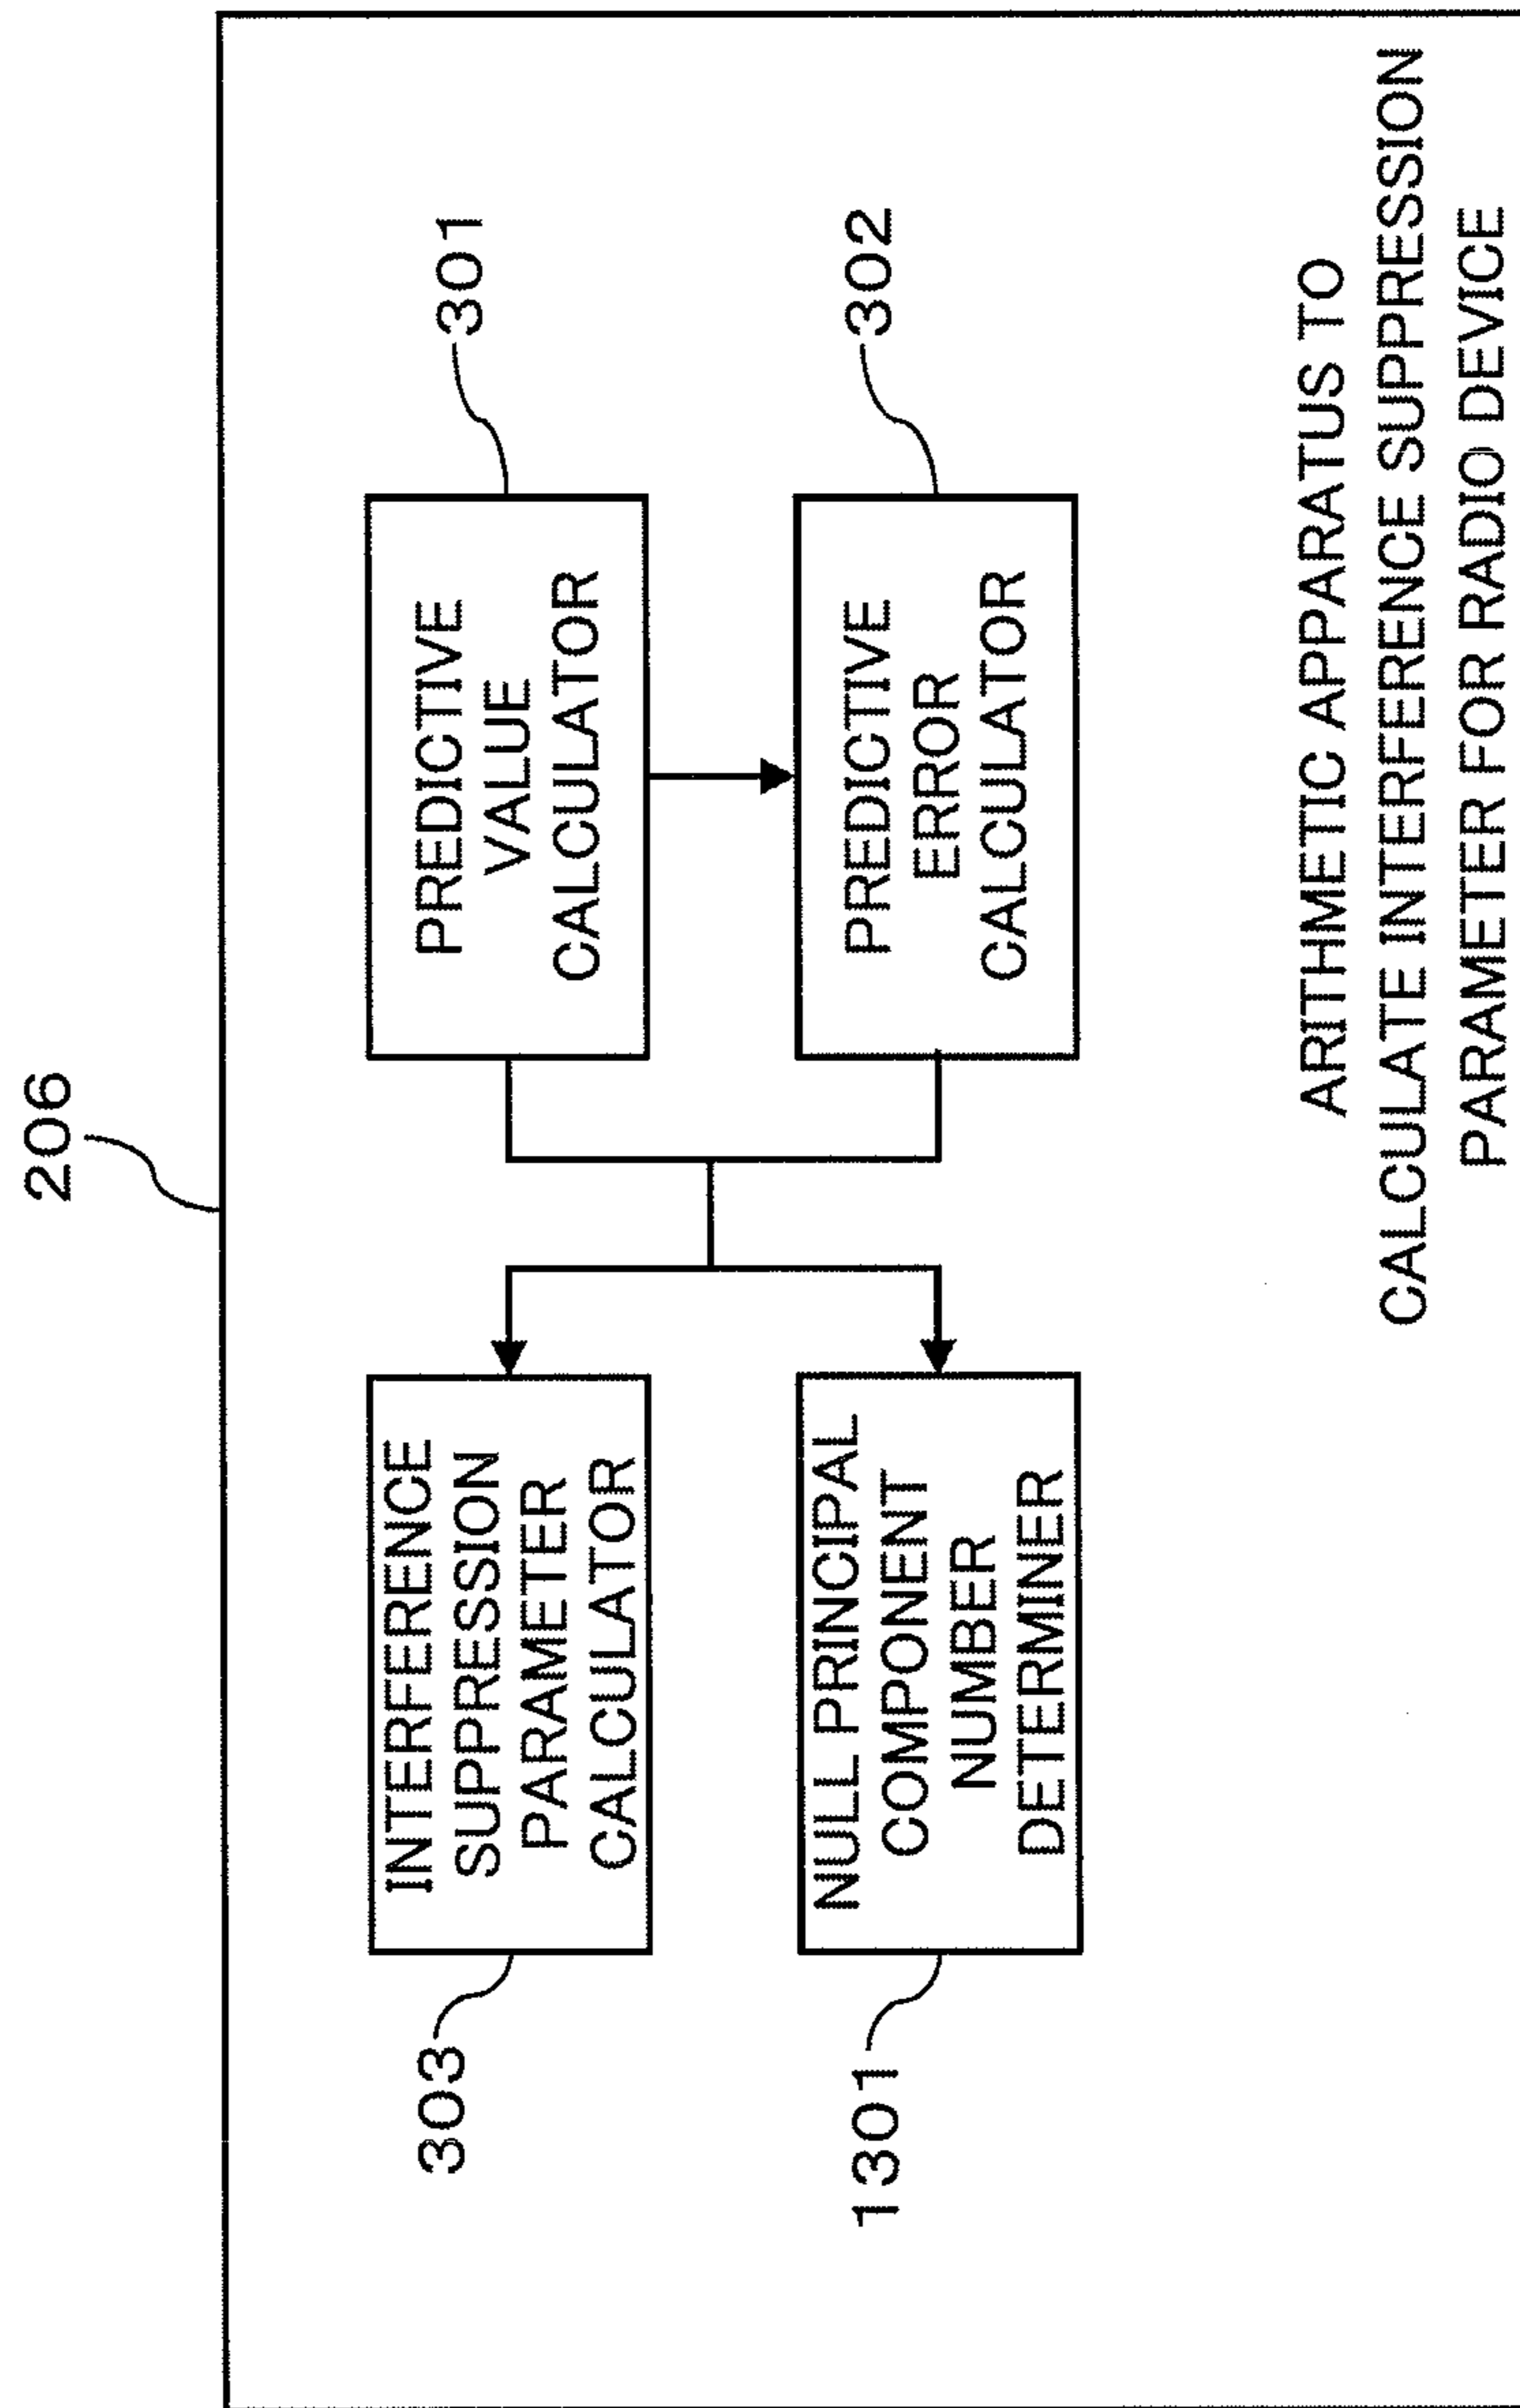 206
INTERFERENCE
SUPPRESSION
PARAMETER
CALCULATOR
303
PREDICTIVE
VALUE
CALCULATOR
301
NULL PRINCIPAL
COMPONENT
NUMBER
DETERMINER
1301
PREDICTIVE
ERROR
CALCULATOR
302
ARITHMETIC APPARATUS TO
CALCULATE INTERFERENCE SUPPRESSION
PARAMETER FOR RADIO DEVICE